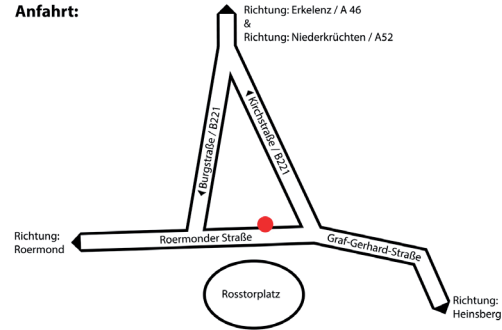 Anfahrt:
Richtung: Erkelenz / A 46
&
Richtung: Niederkrüchten / A52
Kirchstraße / B221
Burgstraße / B221
Richtung:
Roermond
Roermonder Straße
Graf-Gerhard-Straße
Rosstorplatz
Richtung:
Heinsberg